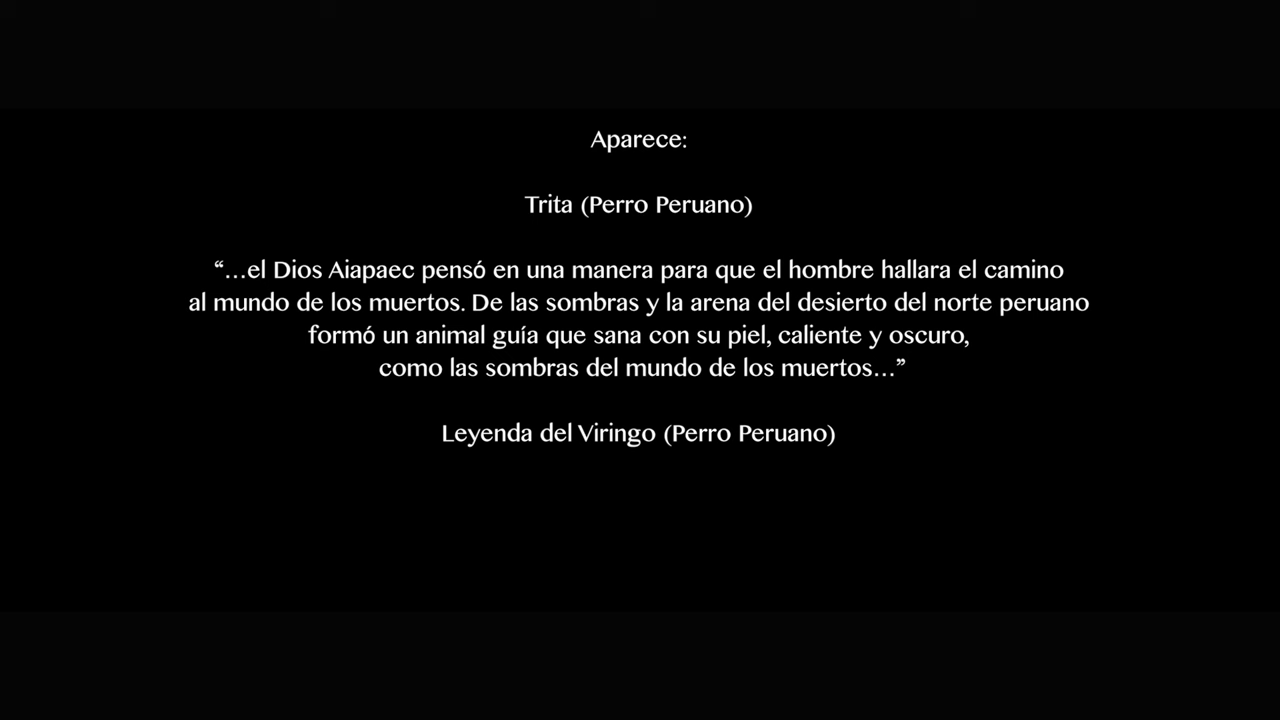 Aparece:
Trita (Perro Peruano)
“...el Dios Aiapaec pensó en una manera para que el hombre hallara el camino
al mundo de los muertos. De las sombras y la arena del desierto del norte peruano
formó un animal guía que sana con su piel, caliente y oscuro,
como las sombras del mundo de los muertos...”
Leyenda del Viringo (Perro Peruano)